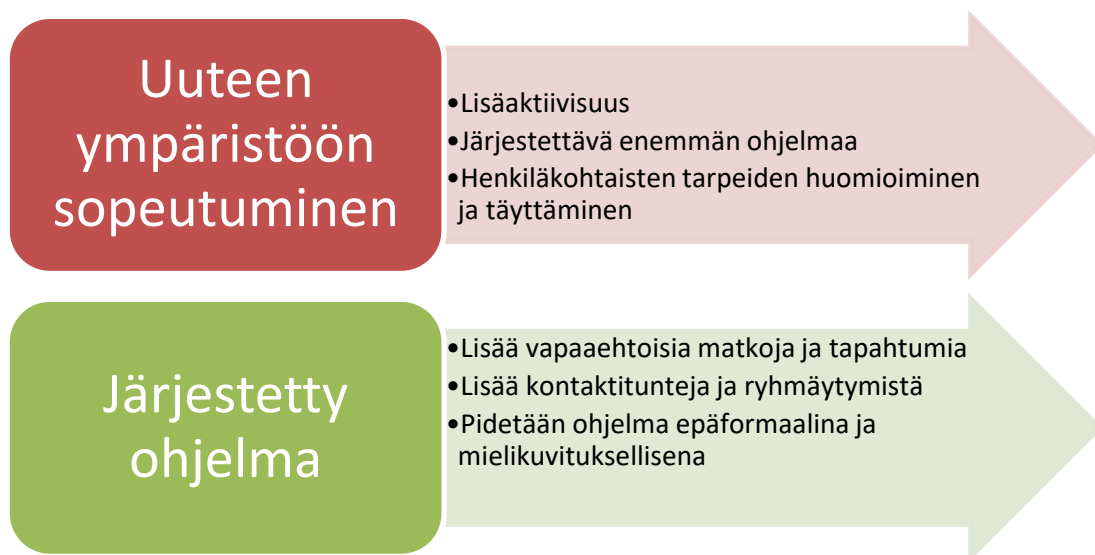 Uuteen
ympäristöön
sopeutuminen
•Lisäaktiivisuus
•Järjestettävä enemmän ohjelmaa
•Henkiläkohtaisten tarpeiden huomioiminen
ja täyttäminen
Järjestetty
ohjelma
•Lisää vapaaehtoisia matkoja ja tapahtumia
•Lisää kontaktitunteja ja ryhmäytymistä
•Pidetään ohjelma epäformaalina ja
mielikuvituksellisena